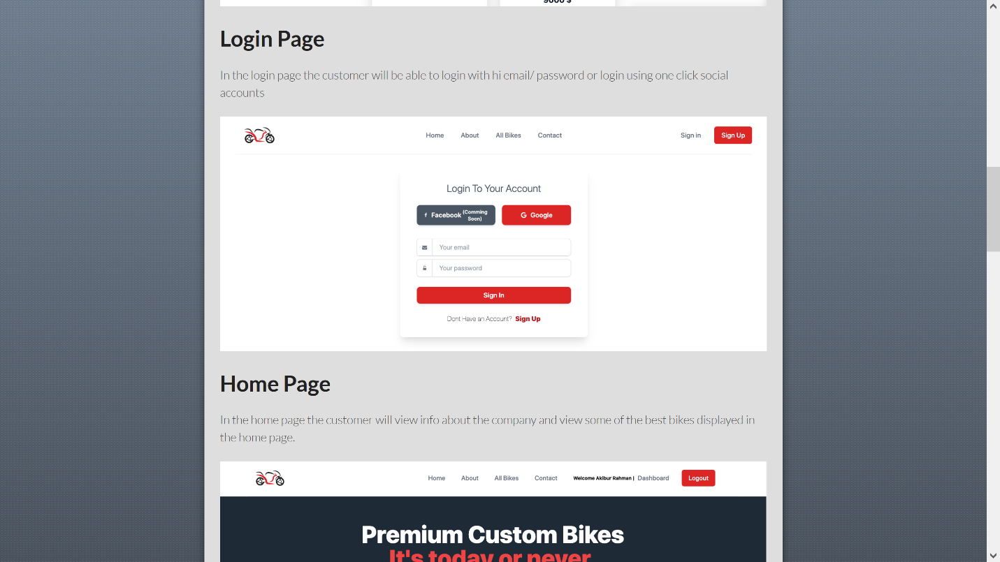 9000 $
Login Page
In the login page the customer will be able to login with hi email/ password or login using one click social
accounts
Home About All Bikes Contact Sign in Sign Up
Login To Your Account
f Facebook (Comming
Soon)
G Google
Your email
Your password
Sign In
Dont Have an Account? Sign Up
Home Page
In the home page the customer will view info about the company and view some of the best bikes displayed in
the home page.
Home About All Bikes Contact Welcome Akibur Rahman | Dashboard Logout
Premium Custom Bikes
It's today or never